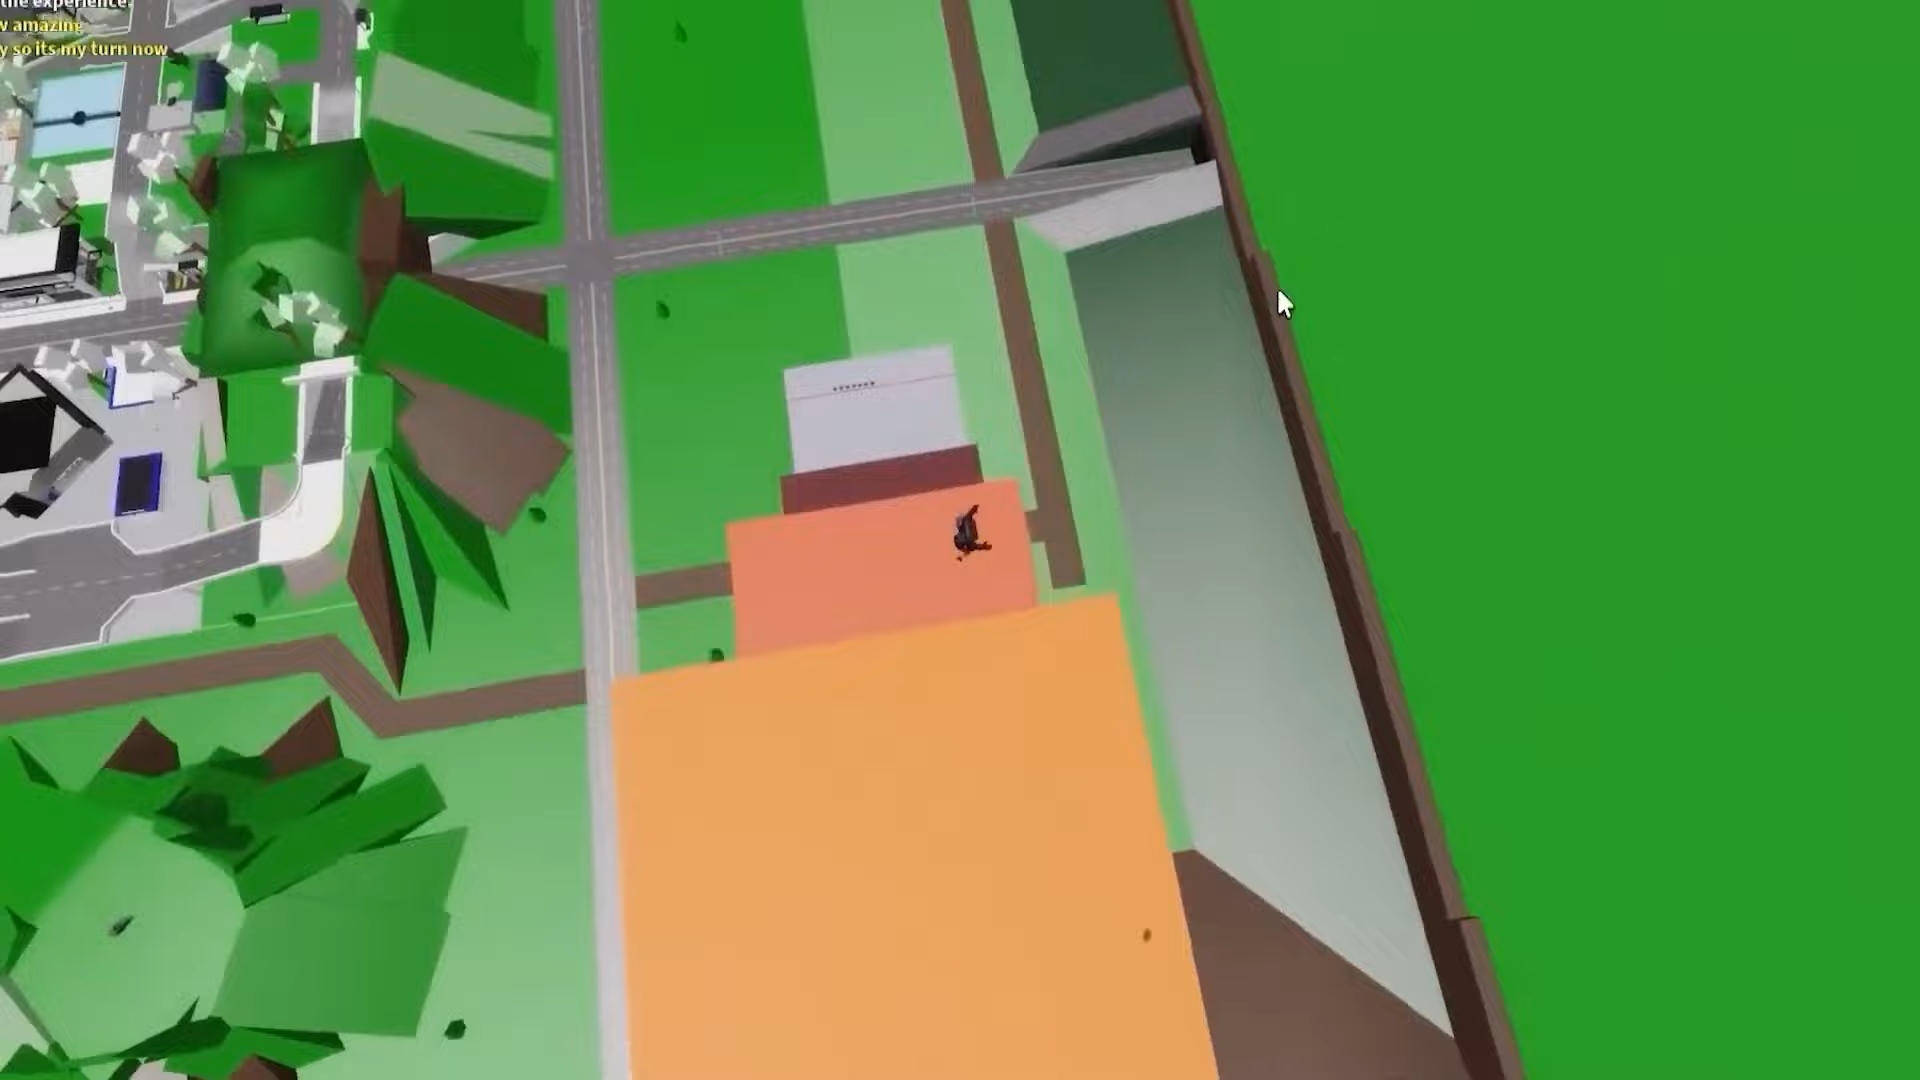 the experience.
w amazing
y so its my turn now